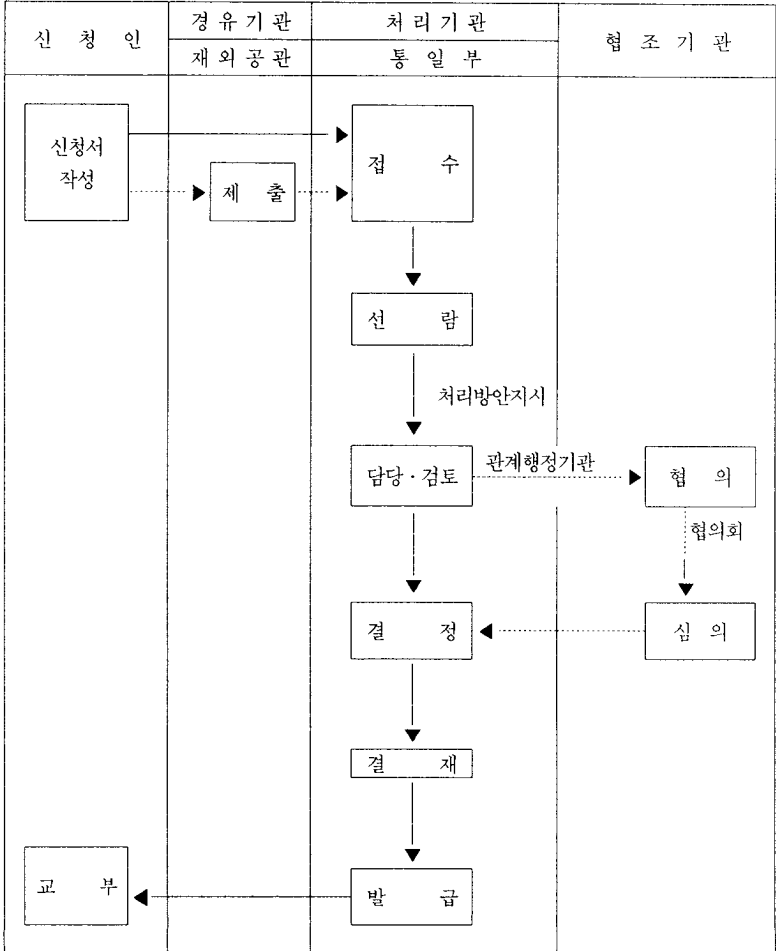 신 청 인
경 유 기 관
처 리 기 관
협 조 기 관
재 외 공 관
통 일 부
신청서
작성
제 출
접 수
선 람
처리방안지시
담당·검토
관계행정기관
협 의
협의회
결 정
심 의
결 재
교 부
발 급